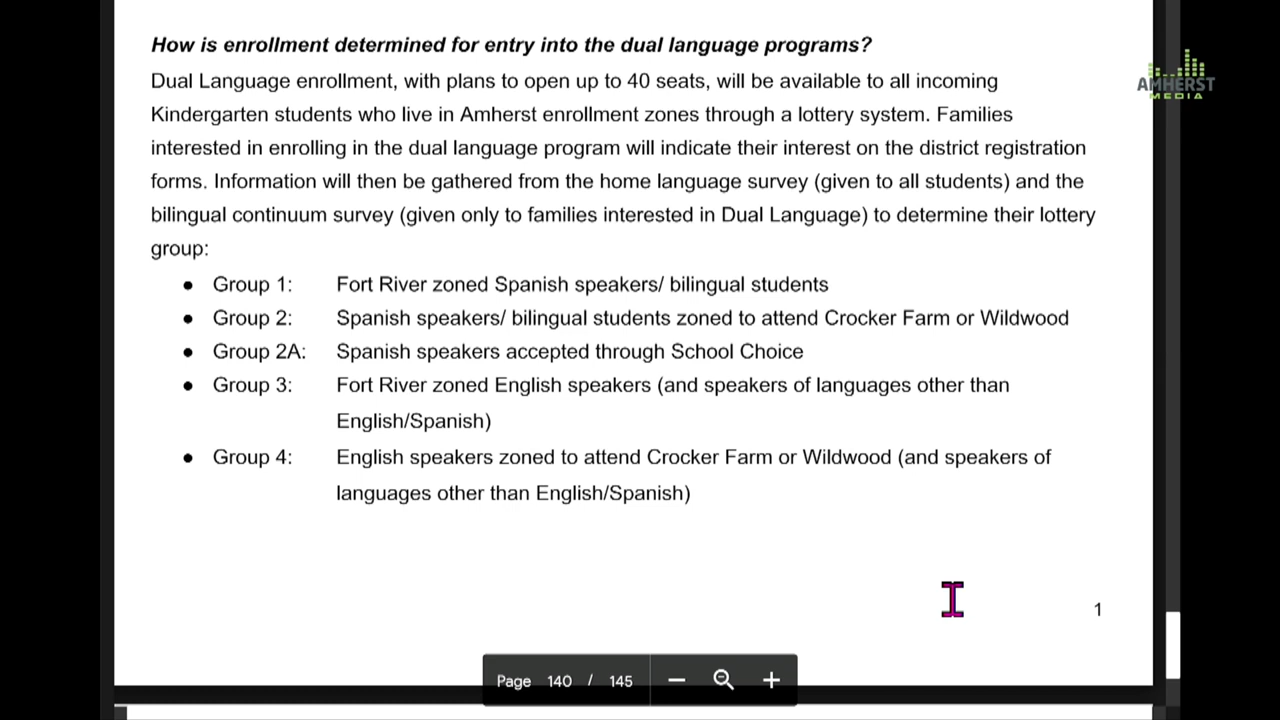 How is enrollment determined for entry into the dual language programs?
Dual Language enrollment, with plans to open up to 40 seats, will be available to all incoming
Kindergarten students who live in Amherst enrollment zones through a lottery system. Families
interested in enrolling in the dual language program will indicate their interest on the district registration
forms. Information will then be gathered from the home language survey (given to all students) and the
bilingual continuum survey (given only to families interested in Dual Language) to determine their lottery
group:
● Group 1: Fort River zoned Spanish speakers/ bilingual students
● Group 2: Spanish speakers/ bilingual students zoned to attend Crocker Farm or Wildwood
● Group 2A: Spanish speakers accepted through School Choice
● Group 3: Fort River zoned English speakers (and speakers of languages other than
English/Spanish)
● Group 4: English speakers zoned to attend Crocker Farm or Wildwood (and speakers of
languages other than English/Spanish)
1
Page 140 / 145
AMHERST
MEDIA